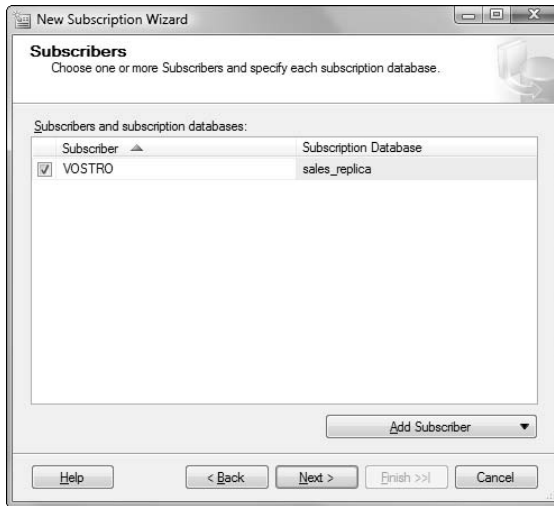 New Subscription Wizard
Subscribers
Choose one or more Subscribers and specify each subscription database.
Subscribers and subscription databases:
Subscriber Subscription Database
VOSTRO sales_replica
Add Subscriber
Help < Back Next > Finish >>| Cancel